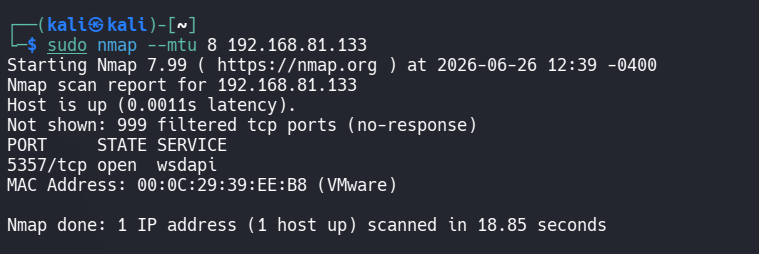 ┌──(kali㉿kali)-[~]
└─$ sudo nmap --mtu 8 192.168.81.133
Starting Nmap 7.99 ( https://nmap.org ) at 2026-06-26 12:39 -0400
Nmap scan report for 192.168.81.133
Host is up (0.0011s latency).
Not shown: 999 filtered tcp ports (no-response)
PORT     STATE SERVICE
5357/tcp open  wsdapi
MAC Address: 00:0C:29:39:EE:B8 (VMware)
Nmap done: 1 IP address (1 host up) scanned in 18.85 seconds